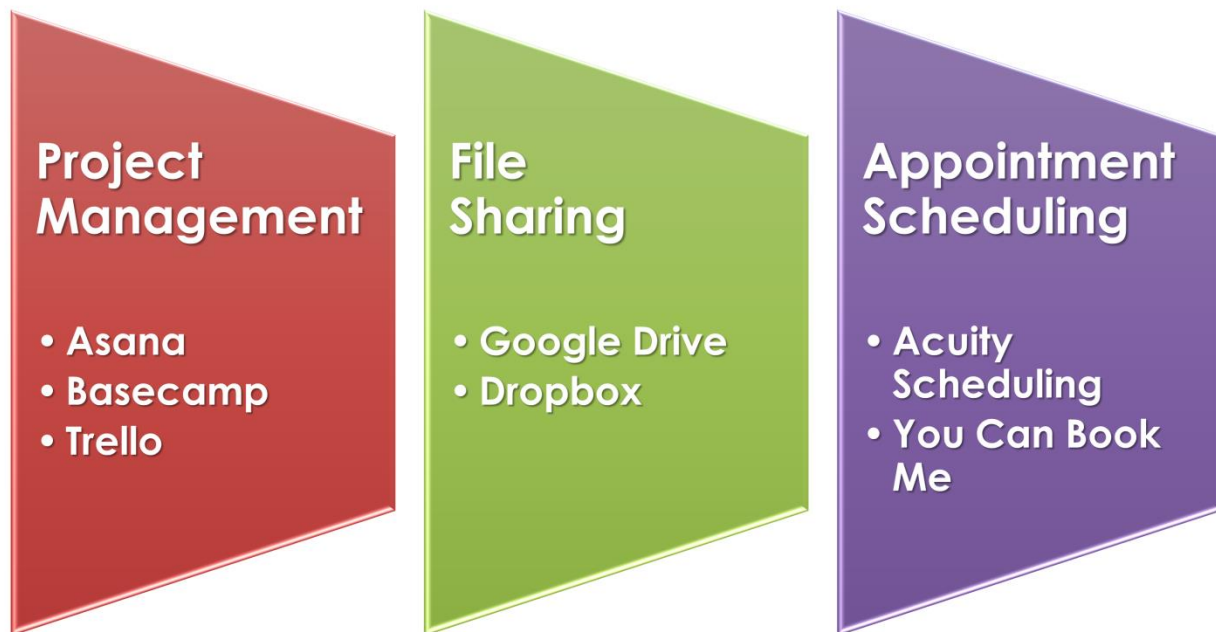 Project
Management
• Asana
• Basecamp
• Trello
File
Sharing
• Google Drive
• Dropbox
Appointment
Scheduling
• Acuity
Scheduling
• You Can Book
Me